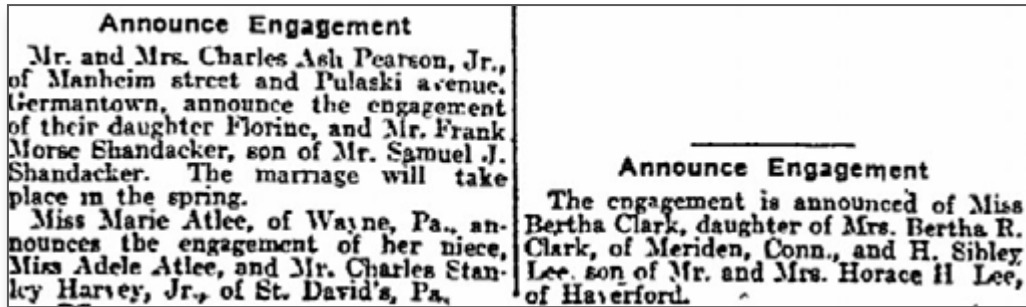 Announce Engagement
Mr. and Mrs. Charles Ash Pearson, Jr.,
of Manheim street and Pulaski avenue,
Germantown, announce the engagement
of their daughter Florine, and Mr. Frank
Morse Shandacker, son of Mr. Samuel J.
Shandacker. The marriage will take
place in the spring.
Miss Marie Atlee, of Wayne, Pa., an-
nounces the engagement of her niece,
Miss Adele Atlee, and Mr. Charles Stan-
ley Harvey, Jr., of St. David's, Pa.
Announce Engagement
The engagement is announced of Miss
Bertha Clark, daughter of Mrs. Bertha R.
Clark, of Meriden, Conn., and H. Sibley
Lee, son of Mr. and Mrs. Horace H Lee,
of Haverford.